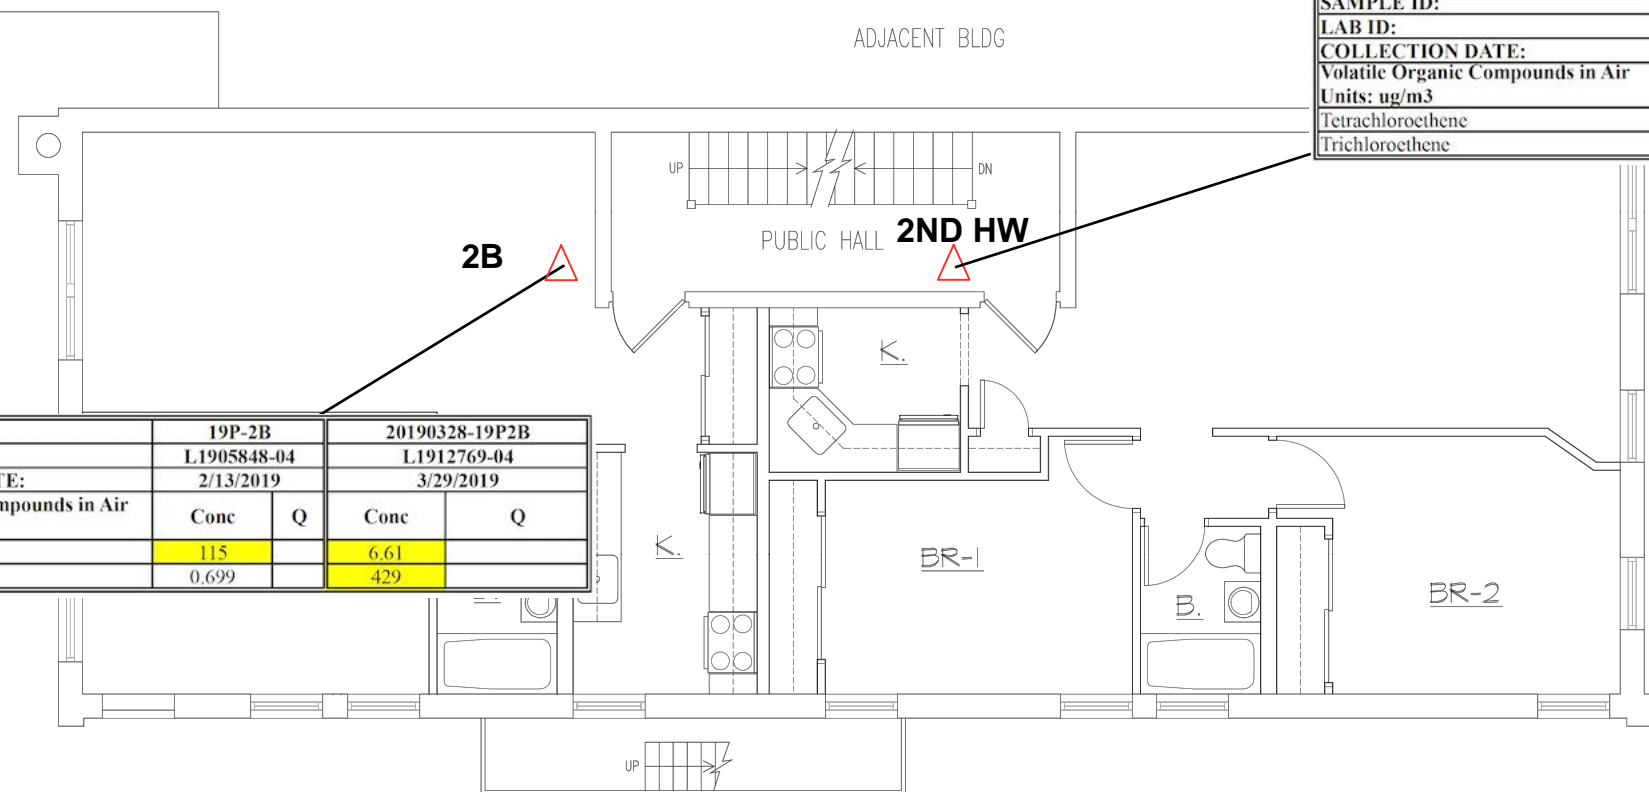 ADJACENT BLDG
SAMPLE ID:
LAB ID:
COLLECTION DATE:
Volatile Organic Compounds in Air
Units: ug/m3
Tetrachloroethene
Trichloroethene
UP
DN
PUBLIC HALL
2ND HW
2B
K.
19P-2B 20190328-19P2B
L1905848-04 L1912769-04
TE: 2/13/2019 3/29/2019
mpounds in Air Conc Q Conc Q
115 6.61
0.699 429
K.
BR-1
B.
BR-2
UP